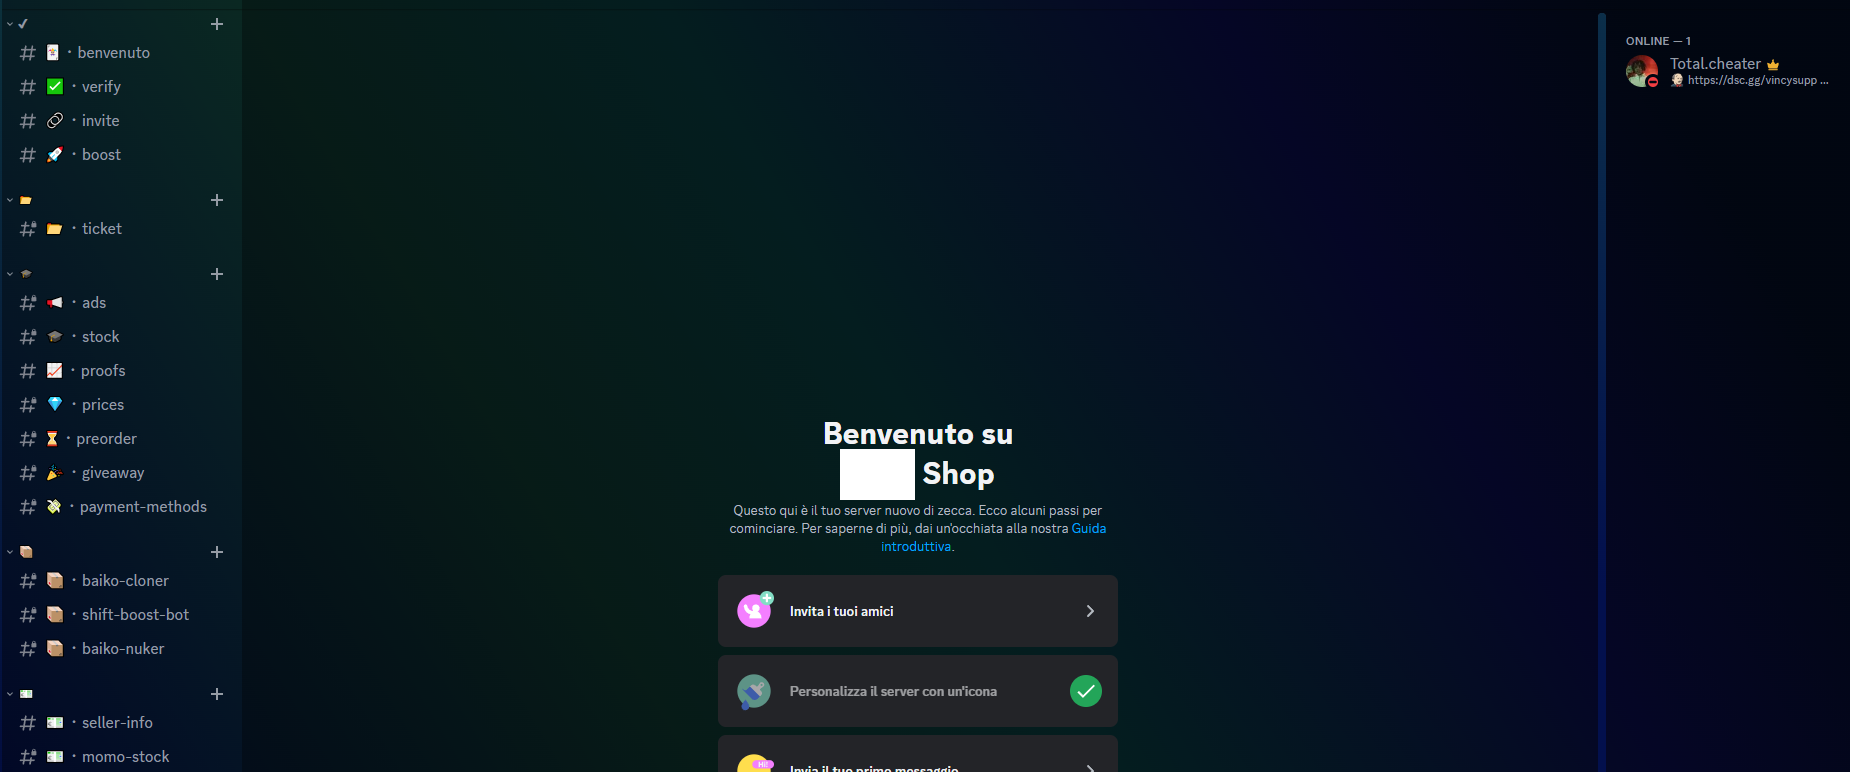 benvenuto
verify
invite
boost
ticket
ads
stock
proofs
prices
preorder
giveaway
payment-methods
baiko-cloner
shift-boost-bot
baiko-nuker
seller-info
momo-stock
Benvenuto su
Shop
Questo qui è il tuo server nuovo di zecca. Ecco alcuni passi per
cominciare. Per saperne di più, dai un'occhiata alla nostra Guida
introduttiva.
Invita i tuoi amici
Personalizza il server con un'icona
Hi!
Invia il tuo primo messaggio
ONLINE — 1
Total.cheater
https://dsc.gg/vincysupp ...